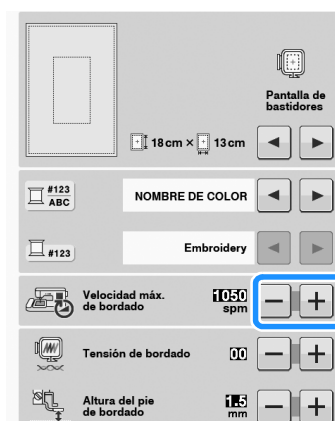 Pantalla de
bastidores
18 cm × 13 cm
#123
ABC
NOMBRE DE COLOR
#123
Embroidery
Velocidad máx.
de bordado
1050
spm
Tensión de bordado
00
Altura del pie
de bordado
1.5
mm